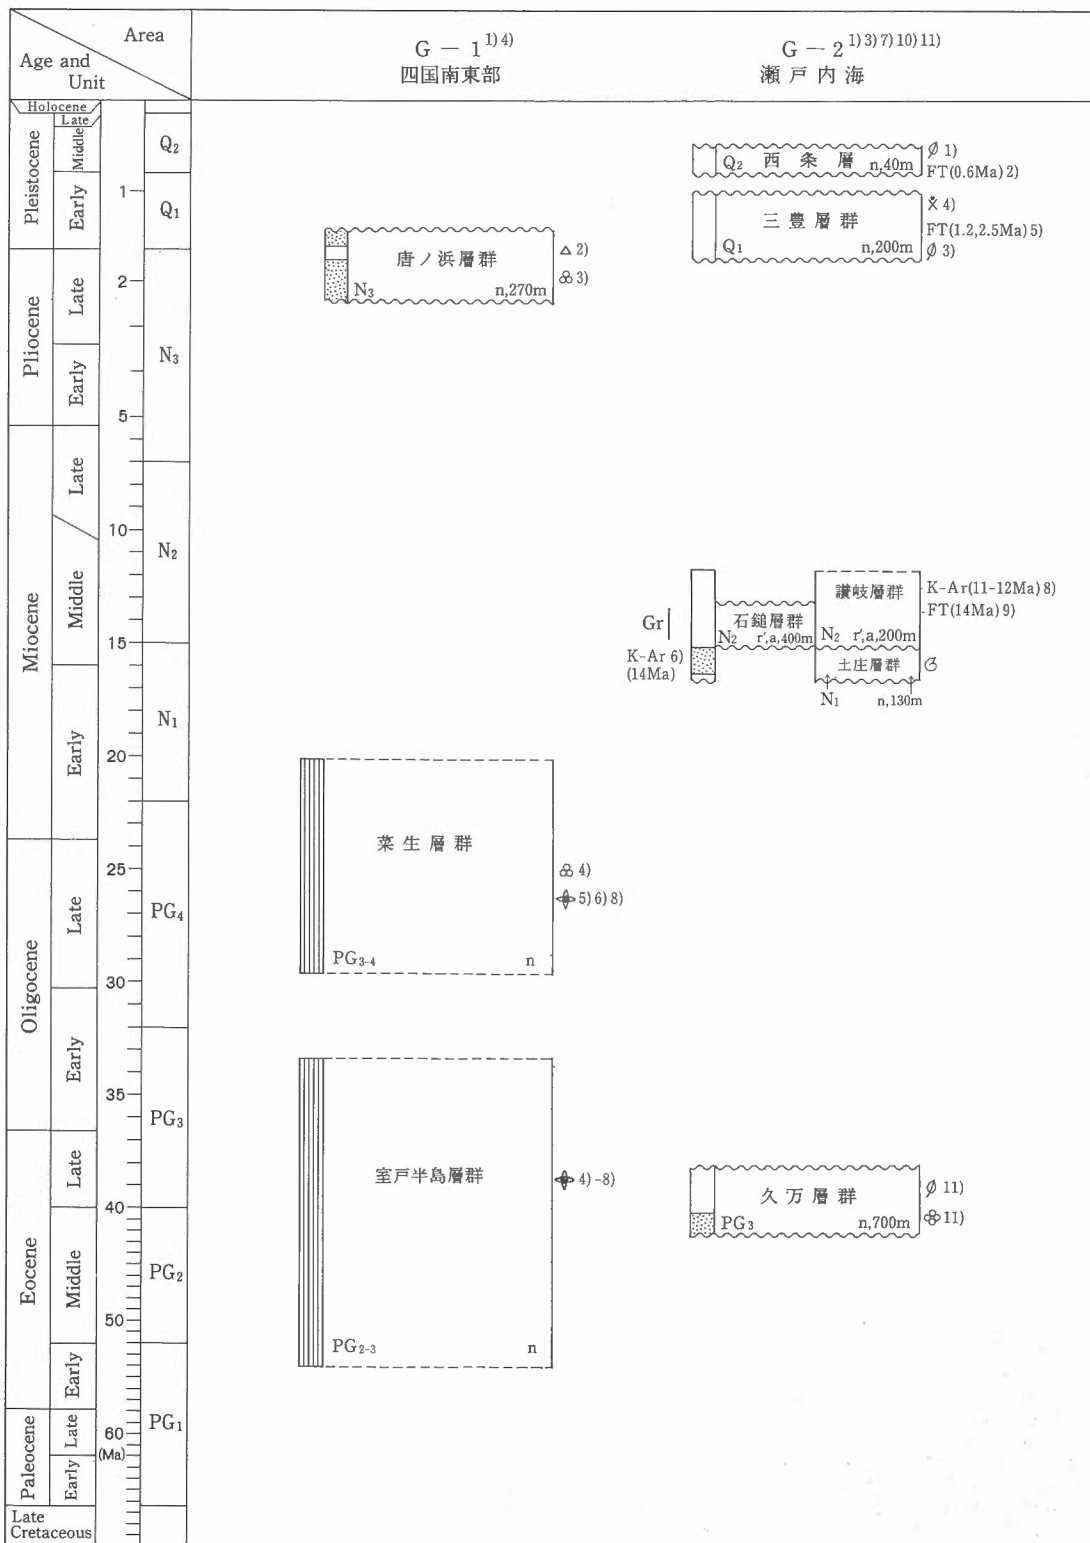 Area
Age and
Unit
G－1 1) 4)
四国南東部
G－2 1) 3) 7) 10) 11)
瀬戸内海
Holocene
Late
Pleistocene
Middle
Early
Q2
1
Q1
Q2 西条層 n,40m
1)
FT(0.6Ma) 2)
三豊層群
Q1 n,200m
4)
FT(1.2,2.5Ma) 5)
3)
唐ノ浜層群
N3 n,270m
2)
3)
Pliocene
Late
2
Early
N3
5
Miocene
Late
10
N2
Middle
15
Early
N1
20
Gr
K-Ar 6)
(14Ma)
石鎚層群
N2 r',a,400m
讃岐層群
N2 r',a,200m
K-Ar(11-12Ma) 8)
FT(14Ma) 9)
土庄層群
N1 n,130m
菜生層群
PG3-4 n
4)
5) 6) 8)
Oligocene
Late
25
PG4
30
Early
35
PG3
室戸半島層群
PG2-3 n
4) -8)
久万層群
PG3 n,700m
11)
11)
Eocene
Late
40
Middle
PG2
50
Early
Paleocene
Late
60
(Ma)
PG1
Early
Late
Cretaceous